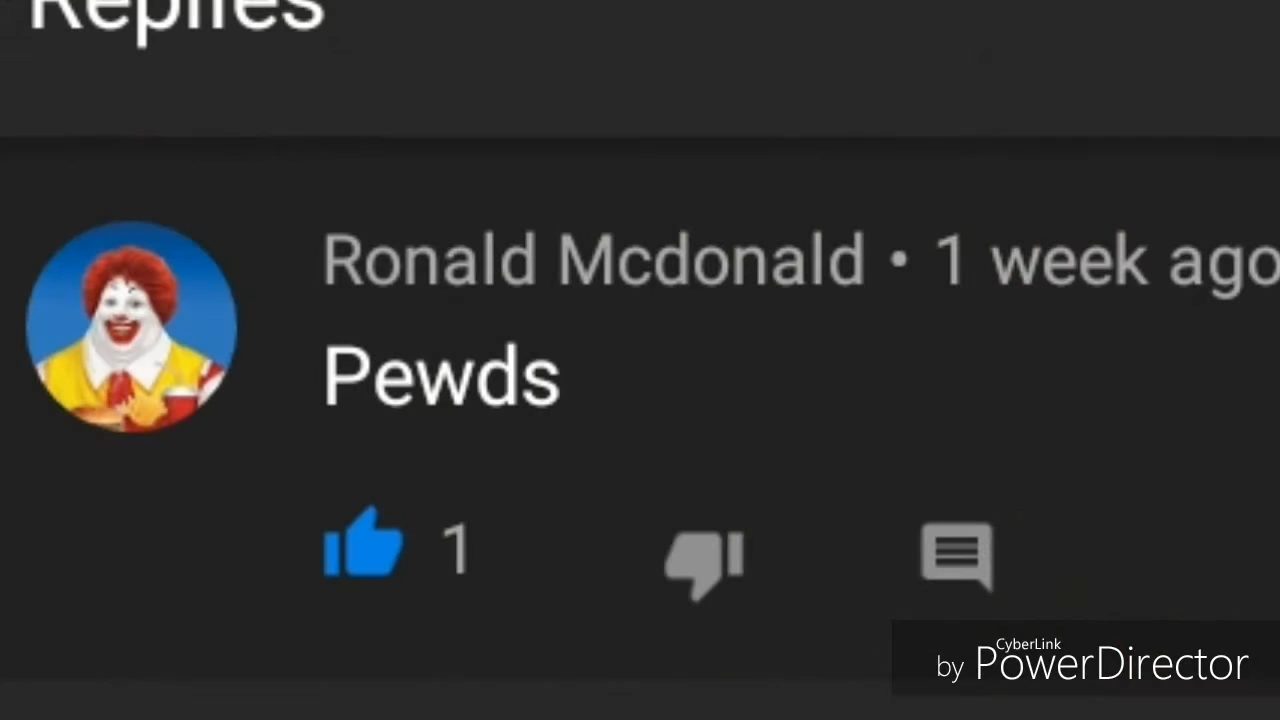 Replies
Ronald Mcdonald • 1 week ago
Pewds
1
CyberLink
by PowerDirector